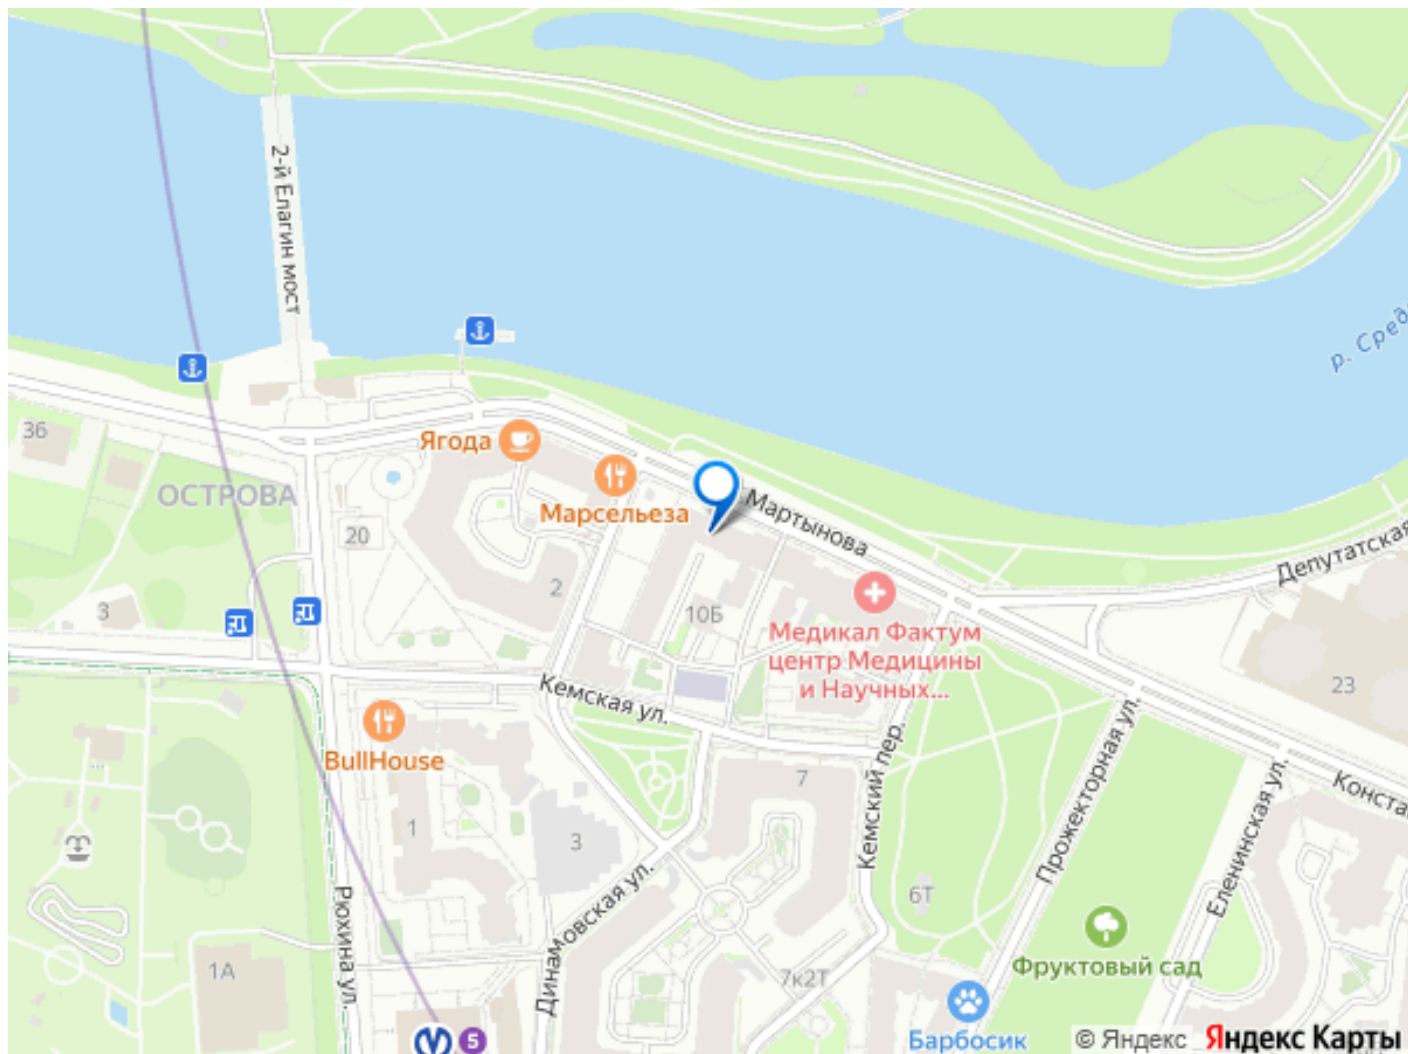 2-й Елагин мост
р. Сред
36
Ягода
ОСТРОВА
Марсельеза
Мартынова
20
Депутатская
2
3
10Б
Медикал Фактум
центр Медицины
и Научных...
23
Кемская ул.
BullHouse
Кемский пер.
Прожекторная ул.
Еленинская ул.
Конста
7
1
3
6Т
Рюхина ул.
Динамовская ул.
1А
7к2Т
Фруктовый сад
5
Барбосик
© Яндекс Яндекс Карты